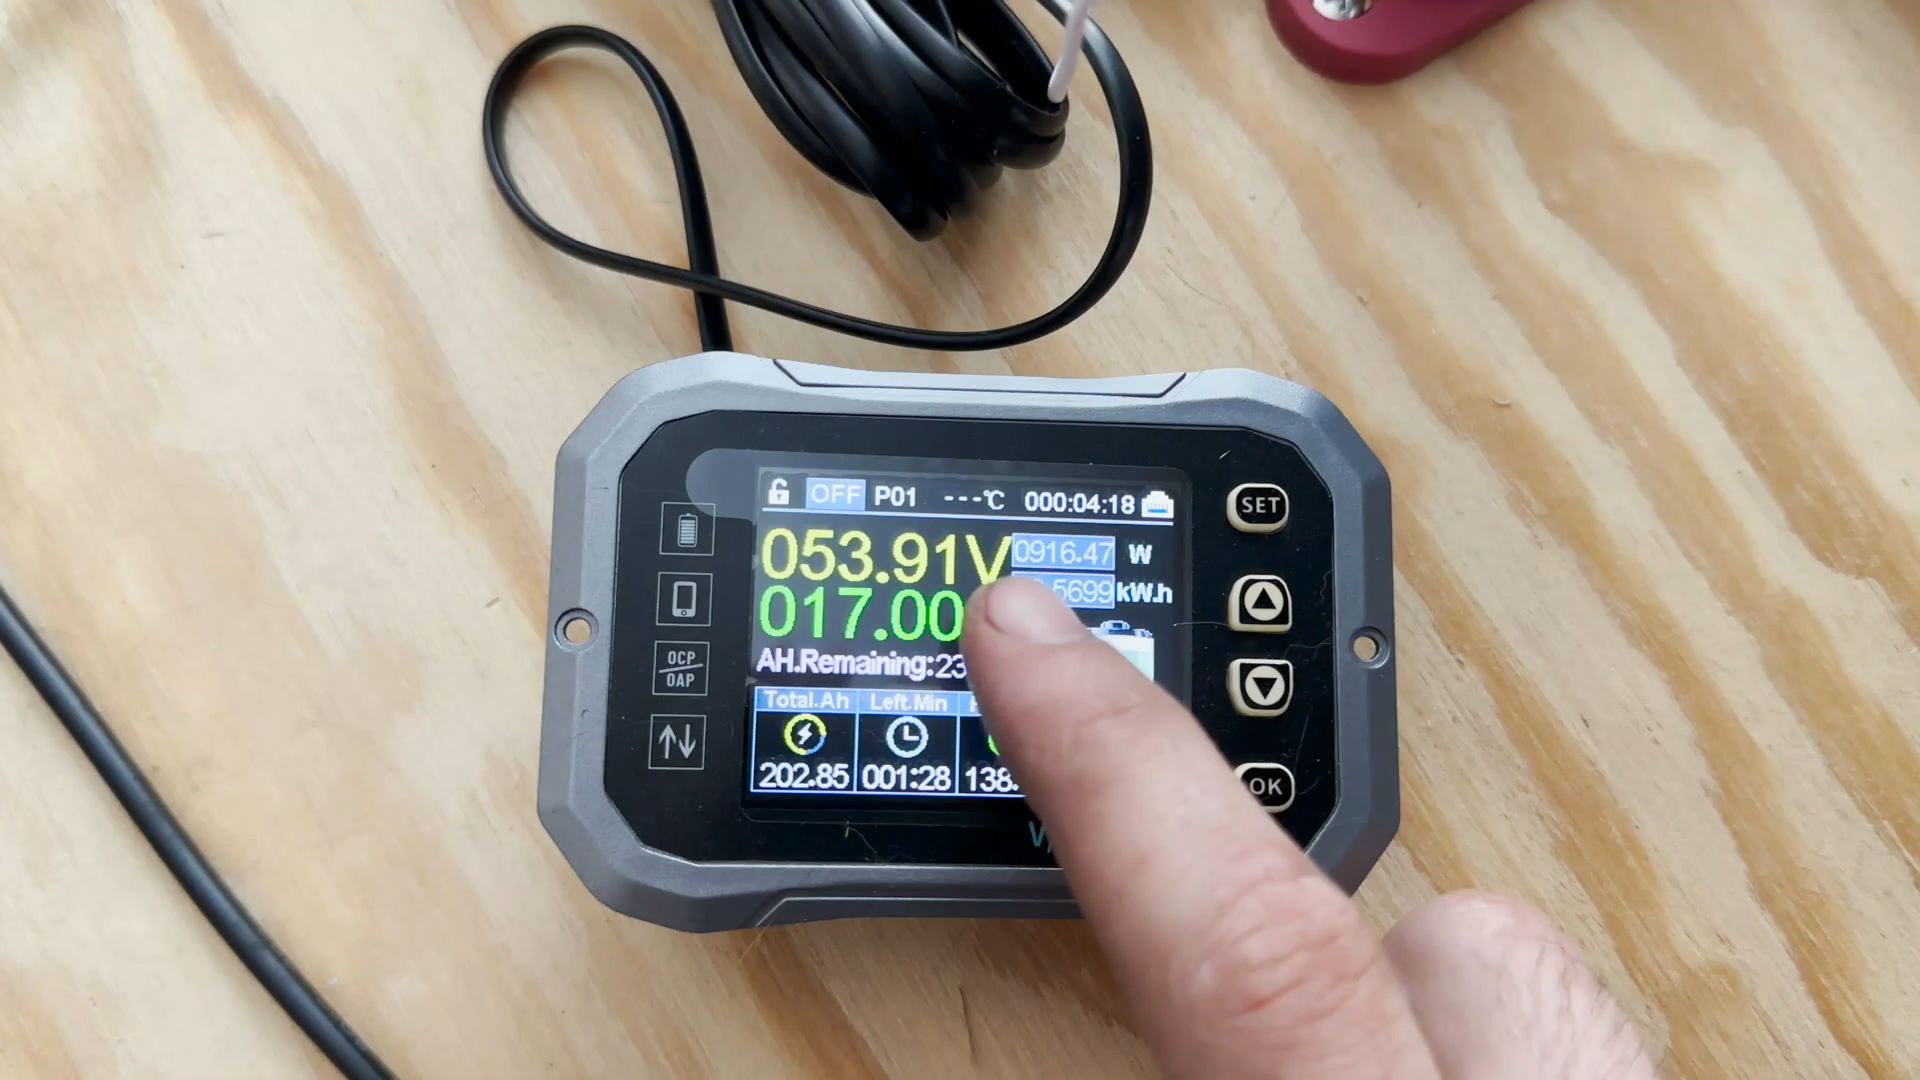 OFF P01 ---°C 000:04:18
053.91V 0916.47 W
017.00 5699 kW.h
AH.Remaining:23
Total.Ah Left.Min
202.85 001:28 138.
SET
OCP
OAP
OK